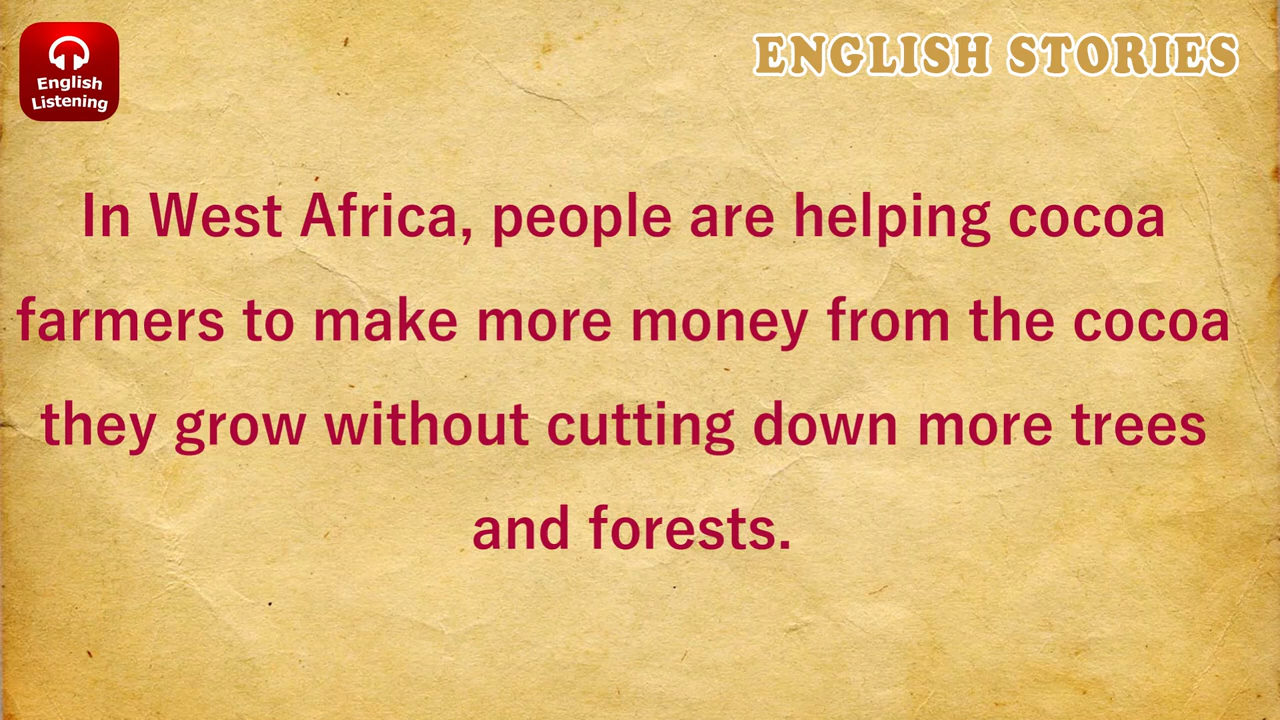 English
Listening
ENGLISH STORIES
In West Africa, people are helping cocoa
farmers to make more money from the cocoa
they grow without cutting down more trees
and forests.